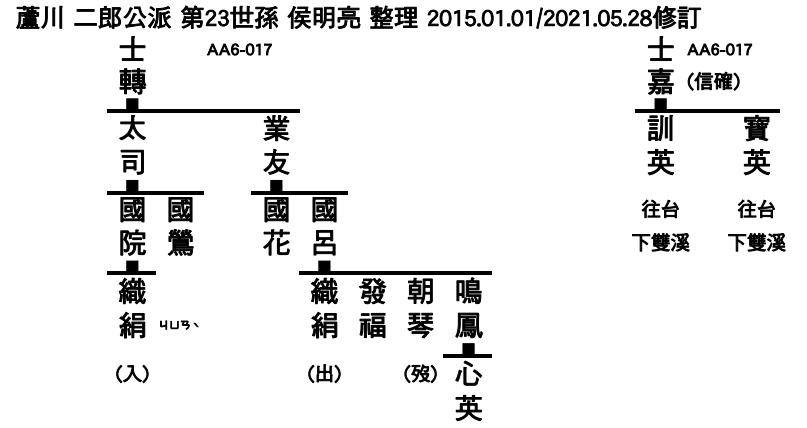 蘆川 二郎公派 第23世孫 侯明亮 整理 2015.01.01/2021.05.28修訂
士轉 AA6-017
士嘉 AA6-017
(信確)
太司
業友
訓英
寶英
往台
下雙溪
往台
下雙溪
國院
國鶯
國花
國呂
織絹 ㄐㄩㄢˋ
(入)
織絹
(出)
發福
朝琴
(歿)
鳴鳳
心英